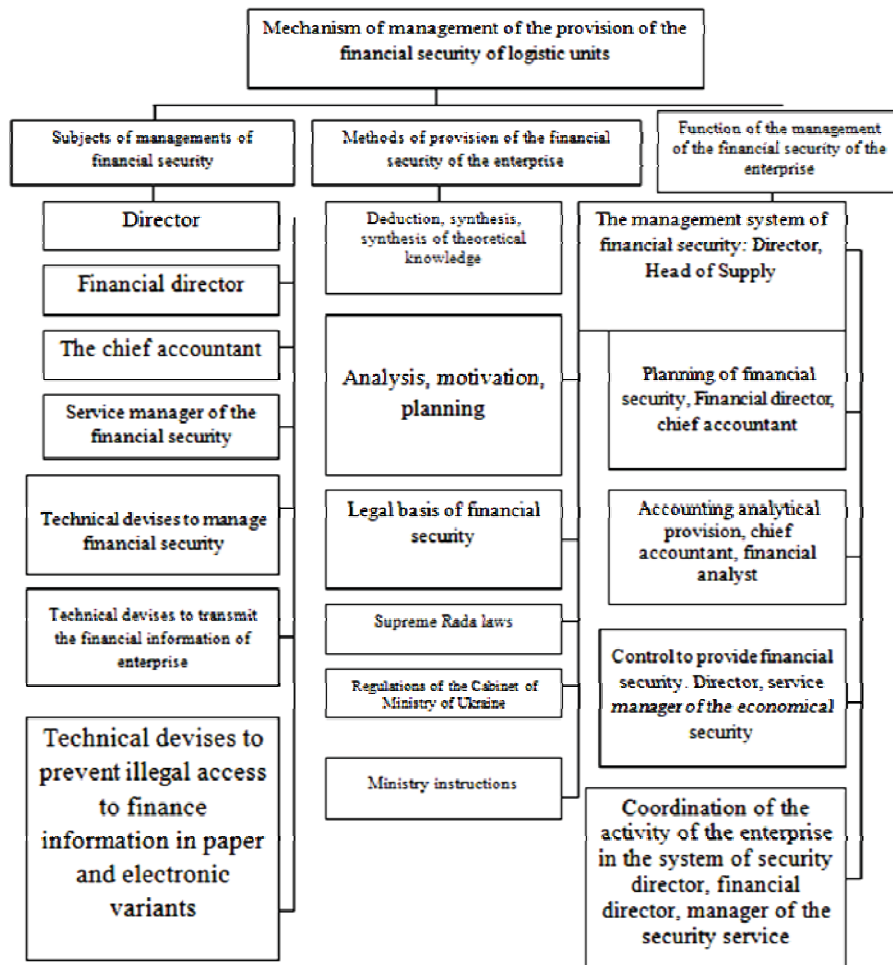 Mechanism of management of the provision of the
financial security of logistic units
Subjects of managements of
financial security
Methods of provision of the financial
security of the enterprise
Function of the management
of the financial security of the
enterprise
Director
Financial director
The chief accountant
Service manager of the
financial security
Technical devises to manage
financial security
Technical devises to transmit
the financial information of
enterprise
Technical devises to
prevent illegal access
to finance
information in paper
and electronic
variants
Deduction, synthesis,
synthesis of theoretical
knowledge
Analysis, motivation,
planning
Legal basis of financial
security
Supreme Rada laws
Regulations of the Cabinet of
Ministry of Ukraine
Ministry instructions
The management system of
financial security: Director,
Head of Supply
Planning of financial
security, Financial director,
chief accountant
Accounting analytical
provision, chief
accountant, financial
analyst
Control to provide financial
security. Director, service
manager of the economical
security
Coordination of the
activity of the enterprise
in the system of security
director, financial
director, manager of the
security service